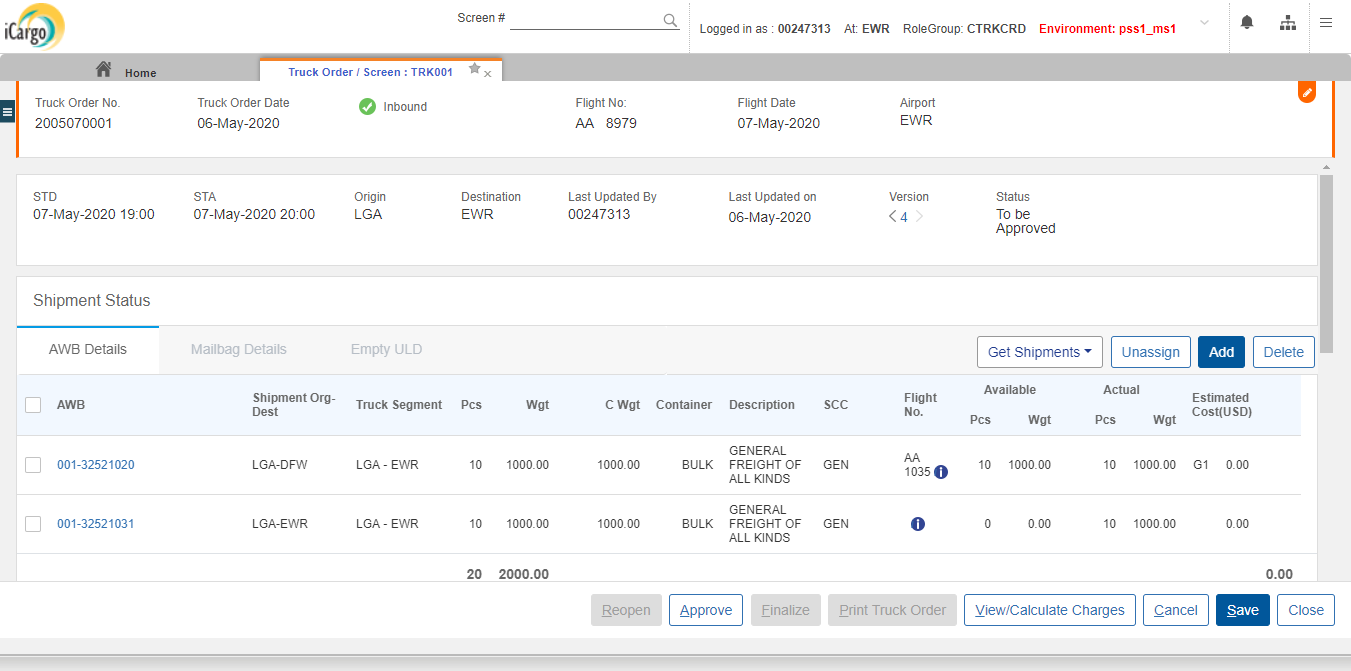 iCargo
Screen #
Logged in as : 00247313 At: EWR RoleGroup: CTRKCRD Environment: pss1_ms1
Home
Truck Order / Screen : TRK001
Truck Order No. Truck Order Date Inbound Flight No: Flight Date Airport
2005070001 06-May-2020 AA 8979 07-May-2020 EWR
STD STA Origin Destination Last Updated By Last Updated on Version Status
07-May-2020 19:00 07-May-2020 20:00 LGA EWR 00247313 06-May-2020 < 4 > To be
Approved
Shipment Status
AWB Details Mailbag Details Empty ULD Get Shipments Unassign Add Delete
AWB Shipment Org- Truck Segment Pcs Wgt C Wgt Container Description SCC Flight Available Actual Estimated
Dest No. Pcs Wgt Pcs Wgt Cost(USD)
001-32521020 LGA-DFW LGA - EWR 10 1000.00 1000.00 BULK GENERAL GEN AA 10 1000.00 10 1000.00 G1 0.00
FREIGHT OF 1035
ALL KINDS
001-32521031 LGA-EWR LGA - EWR 10 1000.00 1000.00 BULK GENERAL GEN 0 0.00 10 1000.00 0.00
FREIGHT OF
ALL KINDS
20 2000.00 0.00
Reopen Approve Finalize Print Truck Order View/Calculate Charges Cancel Save Close